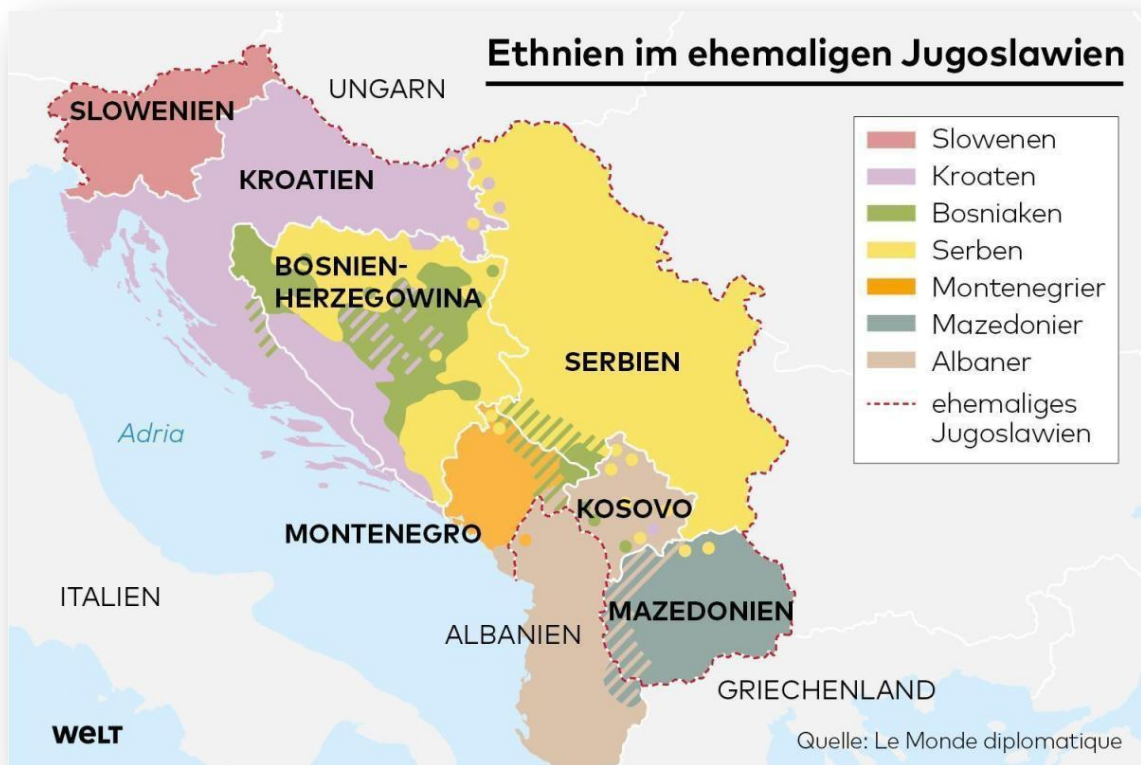 Ethnien im ehemaligen Jugoslawien
UNGARN
SLOWENIEN
KROATIEN
BOSNIEN-
HERZEGOWINA
SERBIEN
Adria
MONTENEGRO
KOSOVO
ITALIEN
ALBANIEN
MAZEDONIEN
GRIECHENLAND
Slowenen
Kroaten
Bosniaken
Serben
Montenegrier
Mazedonier
Albaner
ehemaliges
Jugoslawien
WELT
Quelle: Le Monde diplomatique